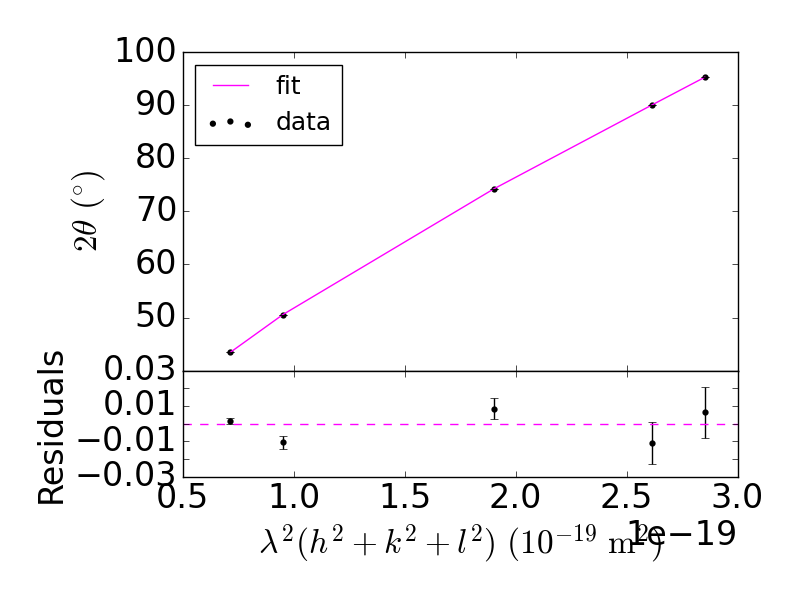 100
90
80
70
60
50
2θ (°)
fit
data
0.03
0.01
−0.01
−0.03
Residuals
0.5 1.0 1.5 2.0 2.5 3.0
1e−19
λ²(h² + k² + l²) (10⁻¹⁹ m²)